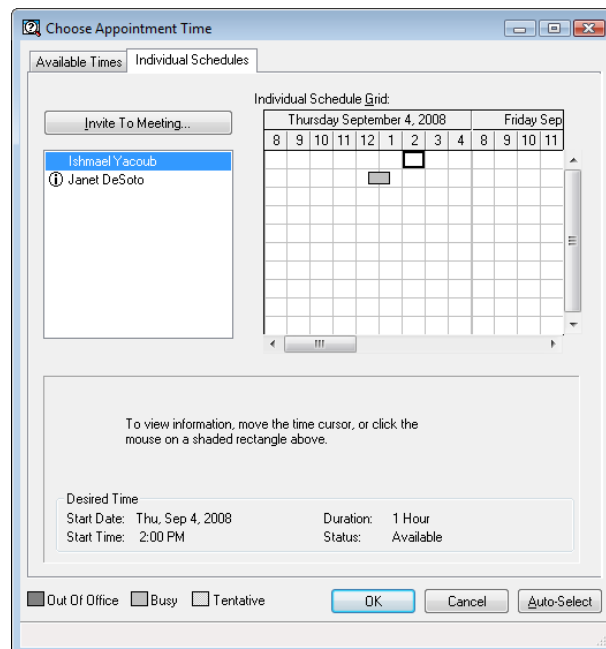 Choose Appointment Time
Available Times Individual Schedules
Individual Schedule Grid:
Invite To Meeting...
Thursday September 4, 2008 Friday Sep
8 9 10 11 12 1 2 3 4 8 9 10 11
Ishmael Yacoub
Janet DeSoto
To view information, move the time cursor, or click the
mouse on a shaded rectangle above.
Desired Time
Start Date: Thu, Sep 4, 2008 Duration: 1 Hour
Start Time: 2:00 PM Status: Available
Out Of Office Busy Tentative OK Cancel Auto-Select